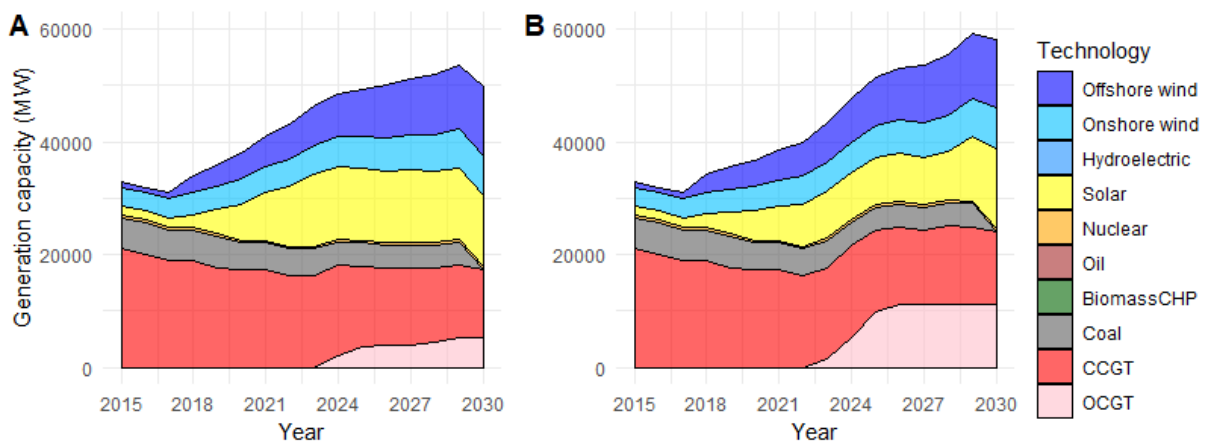 A
B
Generation capacity (MW)
60000
40000
20000
0
2015 2018 2021 2024 2027 2030
Year
60000
40000
20000
0
2015 2018 2021 2024 2027 2030
Year
Technology
Offshore wind
Onshore wind
Hydroelectric
Solar
Nuclear
Oil
BiomassCHP
Coal
CCGT
OCGT